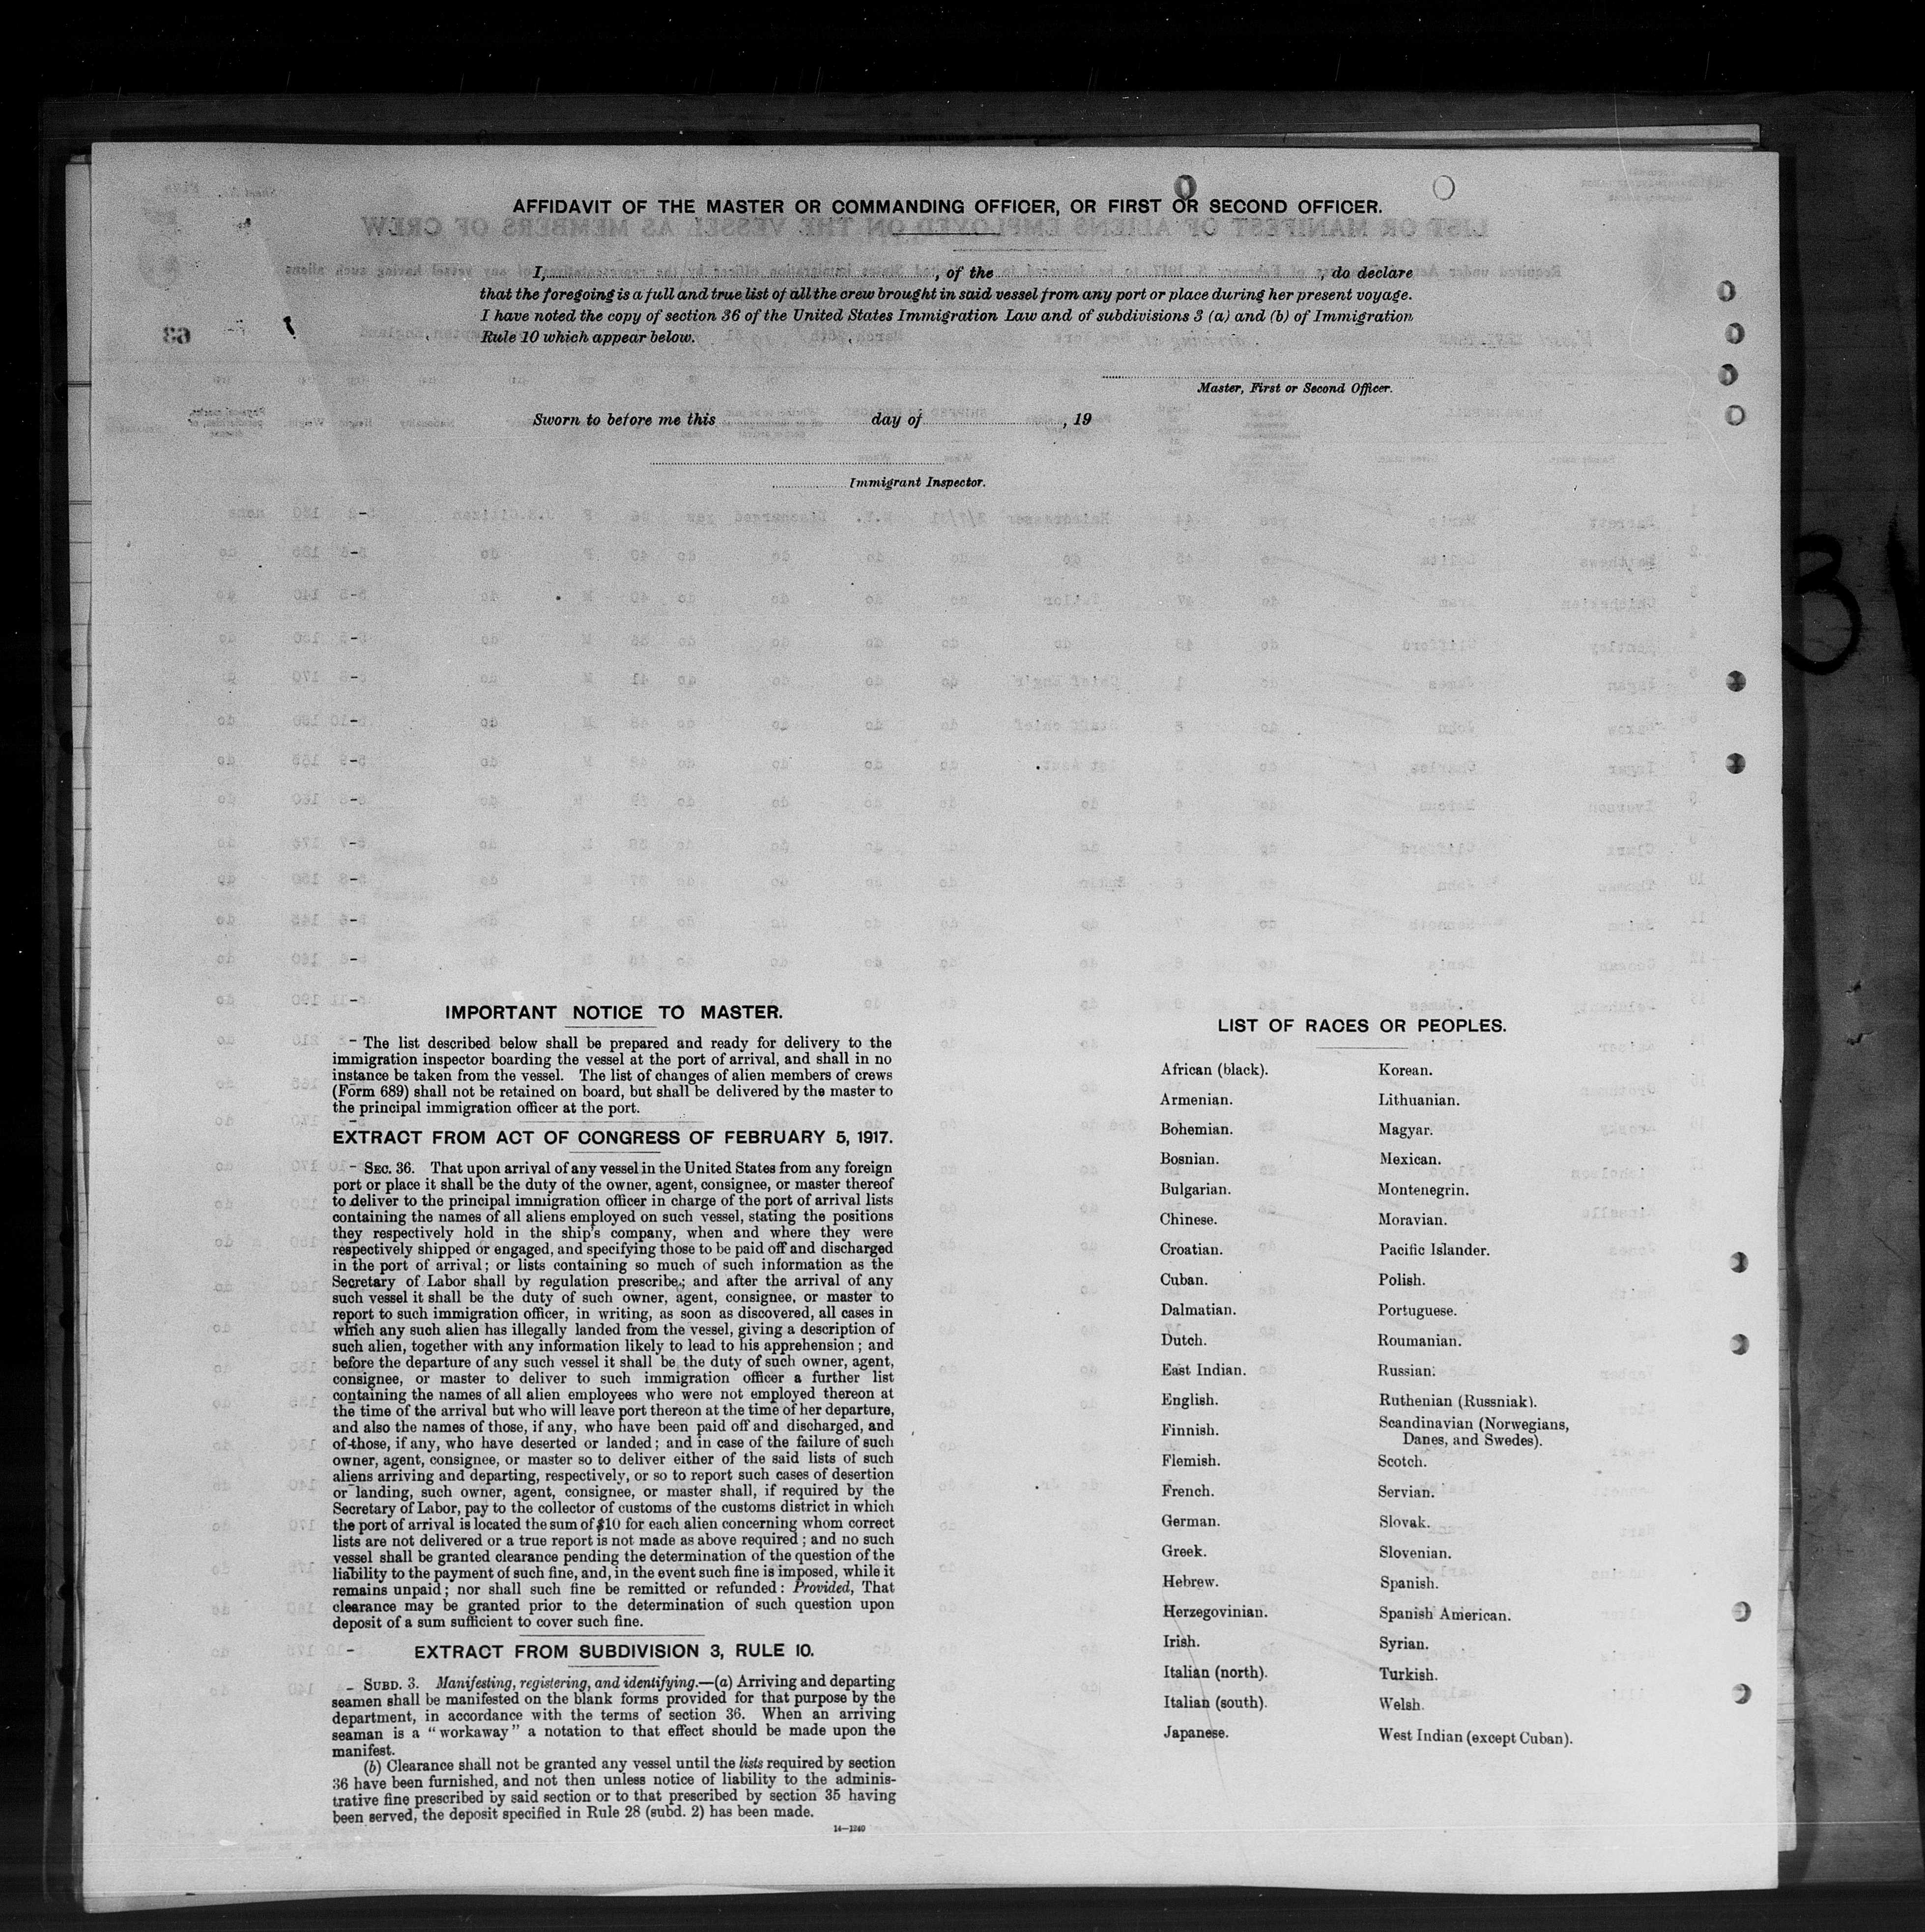 AFFIDAVIT OF THE MASTER OR COMMANDING OFFICER, OR FIRST OR SECOND OFFICER.
I, , of the , do declare
that the foregoing is a full and true list of all the crew brought in said vessel from any port or place during her present voyage.
I have noted the copy of section 36 of the United States Immigration Law and of subdivisions 3 (a) and (b) of Immigration
Rule 10 which appear below.
Master, First or Second Officer.
Sworn to before me this day of , 19
Immigrant Inspector.
IMPORTANT NOTICE TO MASTER.
The list described below shall be prepared and ready for delivery to the
immigration inspector boarding the vessel at the port of arrival, and shall in no
instance be taken from the vessel. The list of changes of alien members of crews
(Form 689) shall not be retained on board, but shall be delivered by the master to
the principal immigration officer at the port.
EXTRACT FROM ACT OF CONGRESS OF FEBRUARY 5, 1917.
SEC. 36. That upon arrival of any vessel in the United States from any foreign
port or place it shall be the duty of the owner, agent, consignee, or master thereof
to deliver to the principal immigration officer in charge of the port of arrival lists
containing the names of all aliens employed on such vessel, stating the positions
they respectively hold in the ship's company, when and where they were
respectively shipped or engaged, and specifying those to be paid off and discharged
in the port of arrival; or lists containing so much of such information as the
Secretary of Labor shall by regulation prescribe; and after the arrival of any
such vessel it shall be the duty of such owner, agent, consignee, or master to
report to such immigration officer, in writing, as soon as discovered, all cases in
which any such alien has illegally landed from the vessel, giving a description of
such alien, together with any information likely to lead to his apprehension; and
before the departure of any such vessel it shall be the duty of such owner, agent,
consignee, or master to deliver to such immigration officer a further list
containing the names of all alien employees who were not employed thereon at
the time of the arrival but who will leave port thereon at the time of her departure,
and also the names of those, if any, who have been paid off and discharged, and
of those, if any, who have deserted or landed; and in case of the failure of such
owner, agent, consignee, or master so to deliver either of the said lists of such
aliens arriving and departing, respectively, or so to report such cases of desertion
or landing, such owner, agent, consignee, or master shall, if required by the
Secretary of Labor, pay to the collector of customs of the customs district in which
the port of arrival is located the sum of $10 for each alien concerning whom correct
lists are not delivered or a true report is not made as above required; and no such
vessel shall be granted clearance pending the determination of the question of the
liability to the payment of such fine, and, in the event such fine is imposed, while it
remains unpaid; nor shall such fine be remitted or refunded: Provided, That
clearance may be granted prior to the determination of such question upon
deposit of a sum sufficient to cover such fine.
EXTRACT FROM SUBDIVISION 3, RULE 10.
SUBD. 3. Manifesting, registering, and identifying.—(a) Arriving and departing
seamen shall be manifested on the blank forms provided for that purpose by the
department, in accordance with the terms of section 36. When an arriving
seaman is a "workaway" a notation to that effect should be made upon the
manifest.
(b) Clearance shall not be granted any vessel until the lists required by section
36 have been furnished, and not then unless notice of liability to the adminis-
trative fine prescribed by said section or to that prescribed by section 35 having
been served, the deposit specified in Rule 28 (subd. 2) has been made.
14—1240
LIST OF RACES OR PEOPLES.
African (black).
Armenian.
Bohemian.
Bosnian.
Bulgarian.
Chinese.
Croatian.
Cuban.
Dalmatian.
Dutch.
East Indian.
English.
Finnish.
Flemish.
French.
German.
Greek.
Hebrew.
Herzegovinian.
Irish.
Italian (north).
Italian (south).
Japanese.
Korean.
Lithuanian.
Magyar.
Mexican.
Montenegrin.
Moravian.
Pacific Islander.
Polish.
Portuguese.
Roumanian.
Russian.
Ruthenian (Russniak).
Scandinavian (Norwegians,
Danes, and Swedes).
Scotch.
Servian.
Slovak.
Slovenian.
Spanish.
Spanish American.
Syrian.
Turkish.
Welsh.
West Indian (except Cuban).